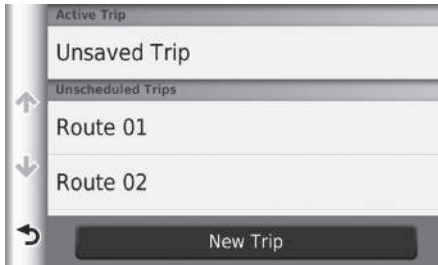 Active Trip
Unsaved Trip
Unscheduled Trips
Route 01
Route 02
New Trip